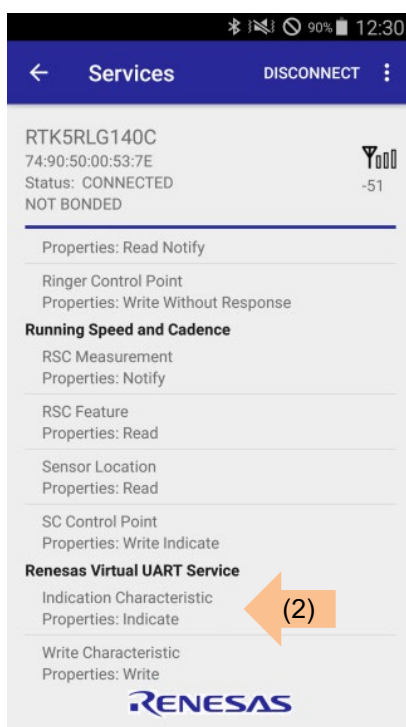 90% 12:30
← Services DISCONNECT
RTK5RLG140C
74:90:50:00:53:7E
Status: CONNECTED
-51
NOT BONDED
Properties: Read Notify
Ringer Control Point
Properties: Write Without Response
Running Speed and Cadence
RSC Measurement
Properties: Notify
RSC Feature
Properties: Read
Sensor Location
Properties: Read
SC Control Point
Properties: Write Indicate
Renesas Virtual UART Service
Indication Characteristic
(2)
Properties: Indicate
Write Characteristic
Properties: Write
RENESAS